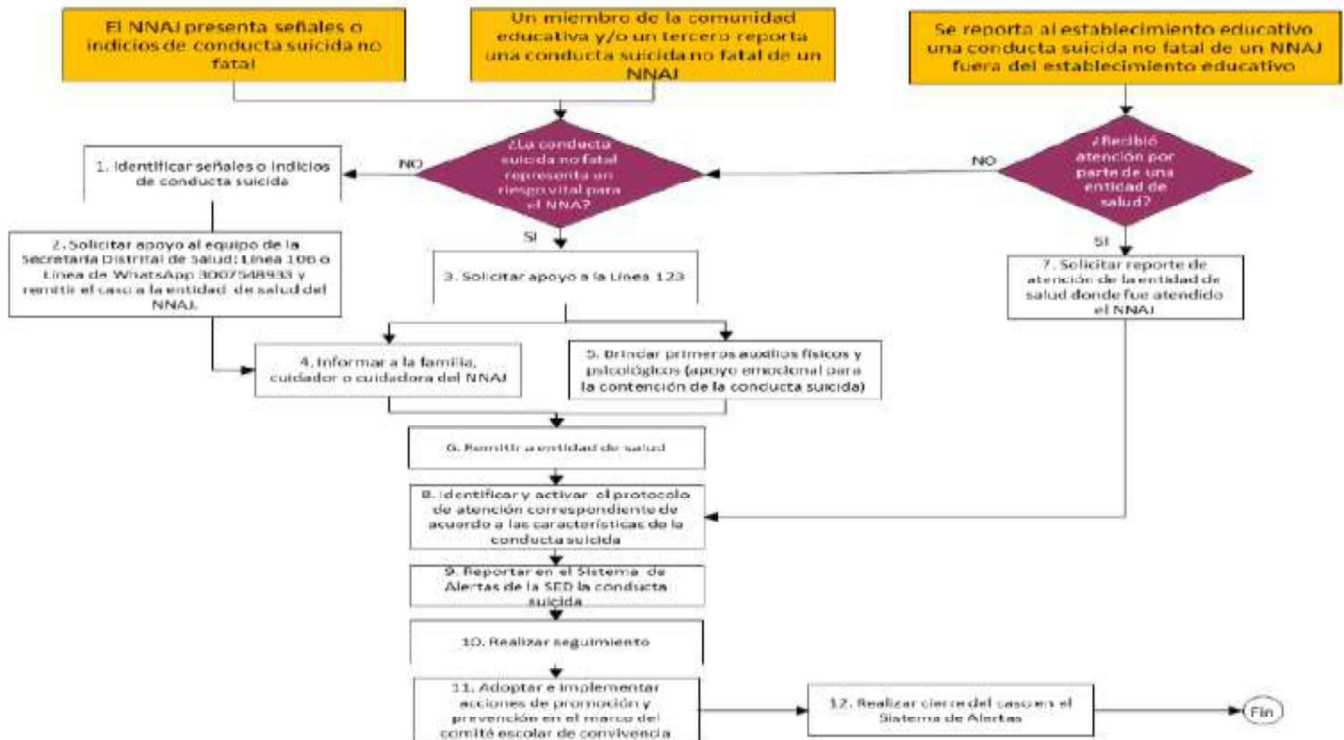 El NNAJ presenta señales o
indicios de conducta suicida no
fatal
Un miembro de la comunidad
educativa y/o un tercero reporta
una conducta suicida no fatal de un
NNAJ
Se reporta al establecimiento educativo
una conducta suicida no fatal de un NNAJ
fuera del establecimiento educativo
¿La conducta
suicida no fatal
representa un
riesgo vital para
el NNA?
¿Recibió
atención por
parte de una
entidad de
salud?
NO
NO
SI
SI
1. Identificar señales o indicios
de conducta suicida
2. Solicitar apoyo al equipo de la
Secretaría Distrital de Salud: Línea 106 o
Línea de WhatsApp 3007548933 y
remitir el caso a la entidad de salud del
NNAJ.
3. Solicitar apoyo a la Línea 123
7. Solicitar reporte de
atención de la entidad de
salud donde fue atendido
el NNAJ
4. Informar a la familia,
cuidador o cuidadora del NNAJ
5. Brindar primeros auxilios físicos y
psicológicos (apoyo emocional para
la contención de la conducta suicida)
6. Remitir a entidad de salud
8. Identificar y activar el protocolo
de atención correspondiente de
acuerdo a las características de la
conducta suicida
9. Reportar en el Sistema de
Alertas de la SED la conducta
suicida
10. Realizar seguimiento
11. Adoptar e implementar
acciones de promoción y
prevención en el marco del
comité escolar de convivencia
12. Realizar cierre del caso en el
Sistema de Alertas
Fin